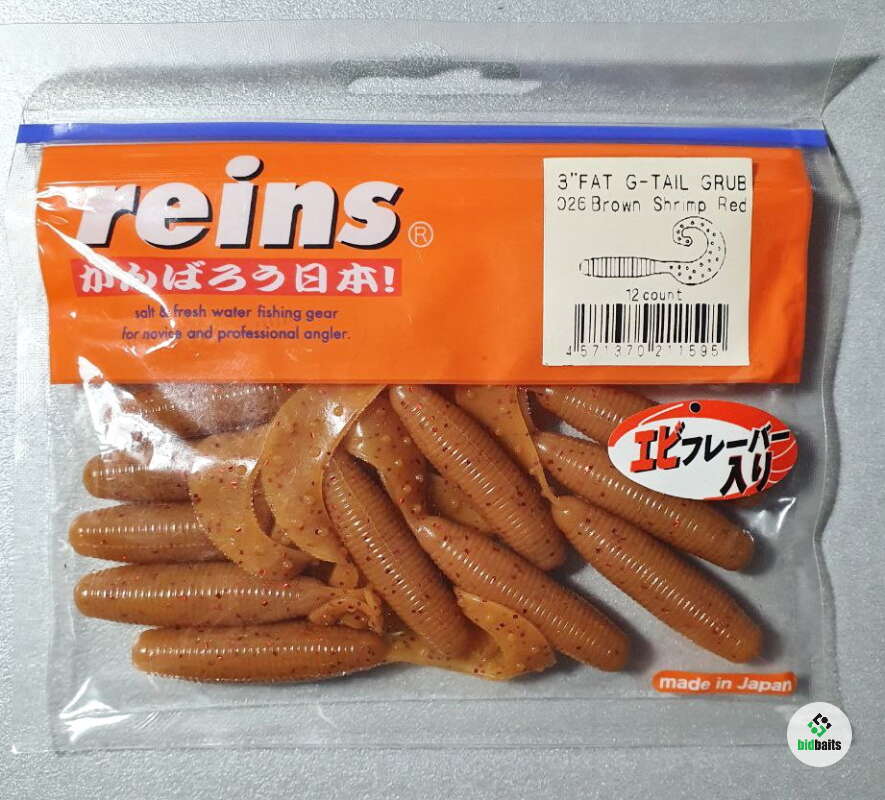 reins®
がんばろう日本!
salt & fresh water fishing gear
for novice and professional angler.
3"FAT G-TAIL GRUB
026 Brown Shrimp Red
12 count
4 571370 211595
エビフレーバー
入り
made in Japan
bidbaits